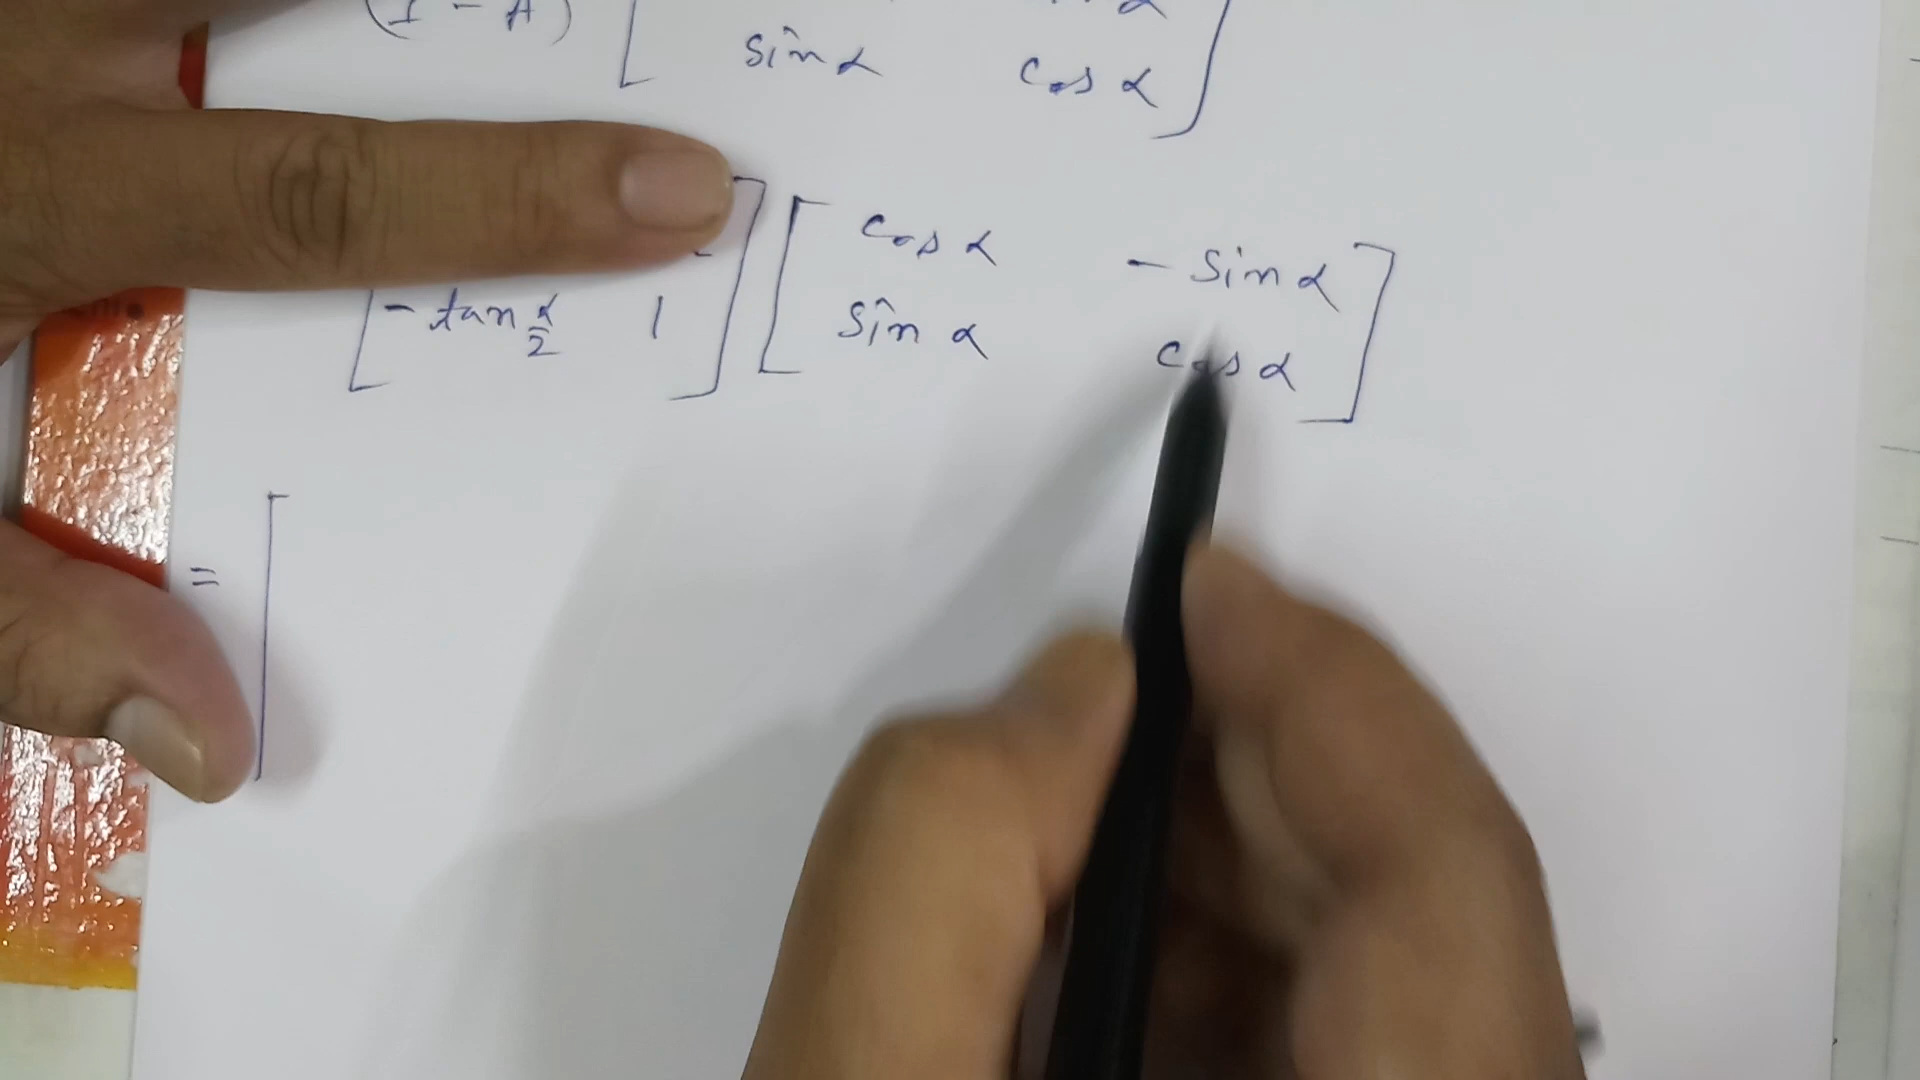 (I - A)
sin α cos α
cos α - sin α
- tan α/2 1 sin α cos α
=